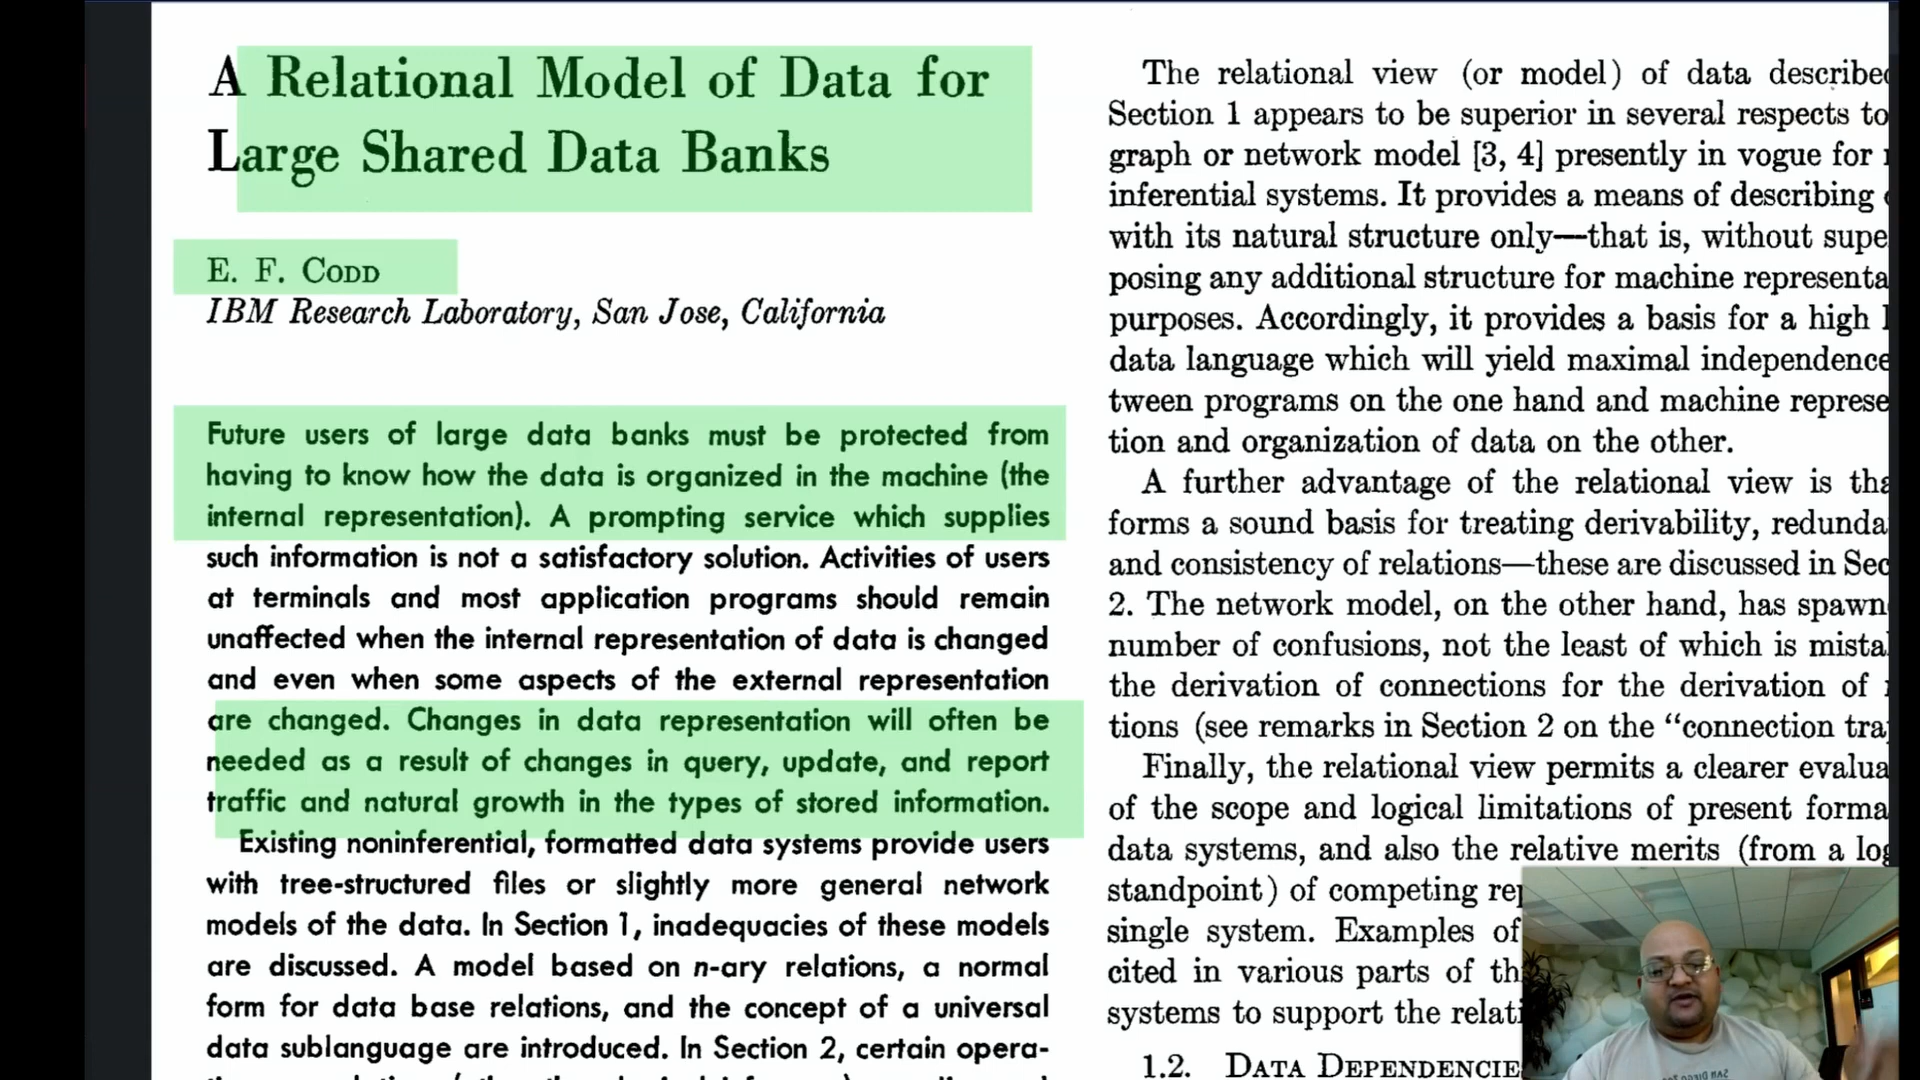 A Relational Model of Data for
Large Shared Data Banks
E. F. CODD
IBM Research Laboratory, San Jose, California
Future users of large data banks must be protected from
having to know how the data is organized in the machine (the
internal representation). A prompting service which supplies
such information is not a satisfactory solution. Activities of users
at terminals and most application programs should remain
unaffected when the internal representation of data is changed
and even when some aspects of the external representation
are changed. Changes in data representation will often be
needed as a result of changes in query, update, and report
traffic and natural growth in the types of stored information.
Existing noninferential, formatted data systems provide users
with tree-structured files or slightly more general network
models of the data. In Section 1, inadequacies of these models
are discussed. A model based on n-ary relations, a normal
form for data base relations, and the concept of a universal
data sublanguage are introduced. In Section 2, certain opera-
The relational view (or model) of data described
Section 1 appears to be superior in several respects to
graph or network model [3, 4] presently in vogue for
inferential systems. It provides a means of describing
with its natural structure only—that is, without supe
posing any additional structure for machine representa
purposes. Accordingly, it provides a basis for a high
data language which will yield maximal independence
tween programs on the one hand and machine represe
tion and organization of data on the other.
A further advantage of the relational view is tha
forms a sound basis for treating derivability, redunda
and consistency of relations—these are discussed in Sec
2. The network model, on the other hand, has spawn
number of confusions, not the least of which is mista
the derivation of connections for the derivation of
tions (see remarks in Section 2 on the “connection tra
Finally, the relational view permits a clearer evalua
of the scope and logical limitations of present forma
data systems, and also the relative merits (from a log
standpoint) of competing rep
single system. Examples of
cited in various parts of th
systems to support the relati
1.2. DATA DEPENDENCIE